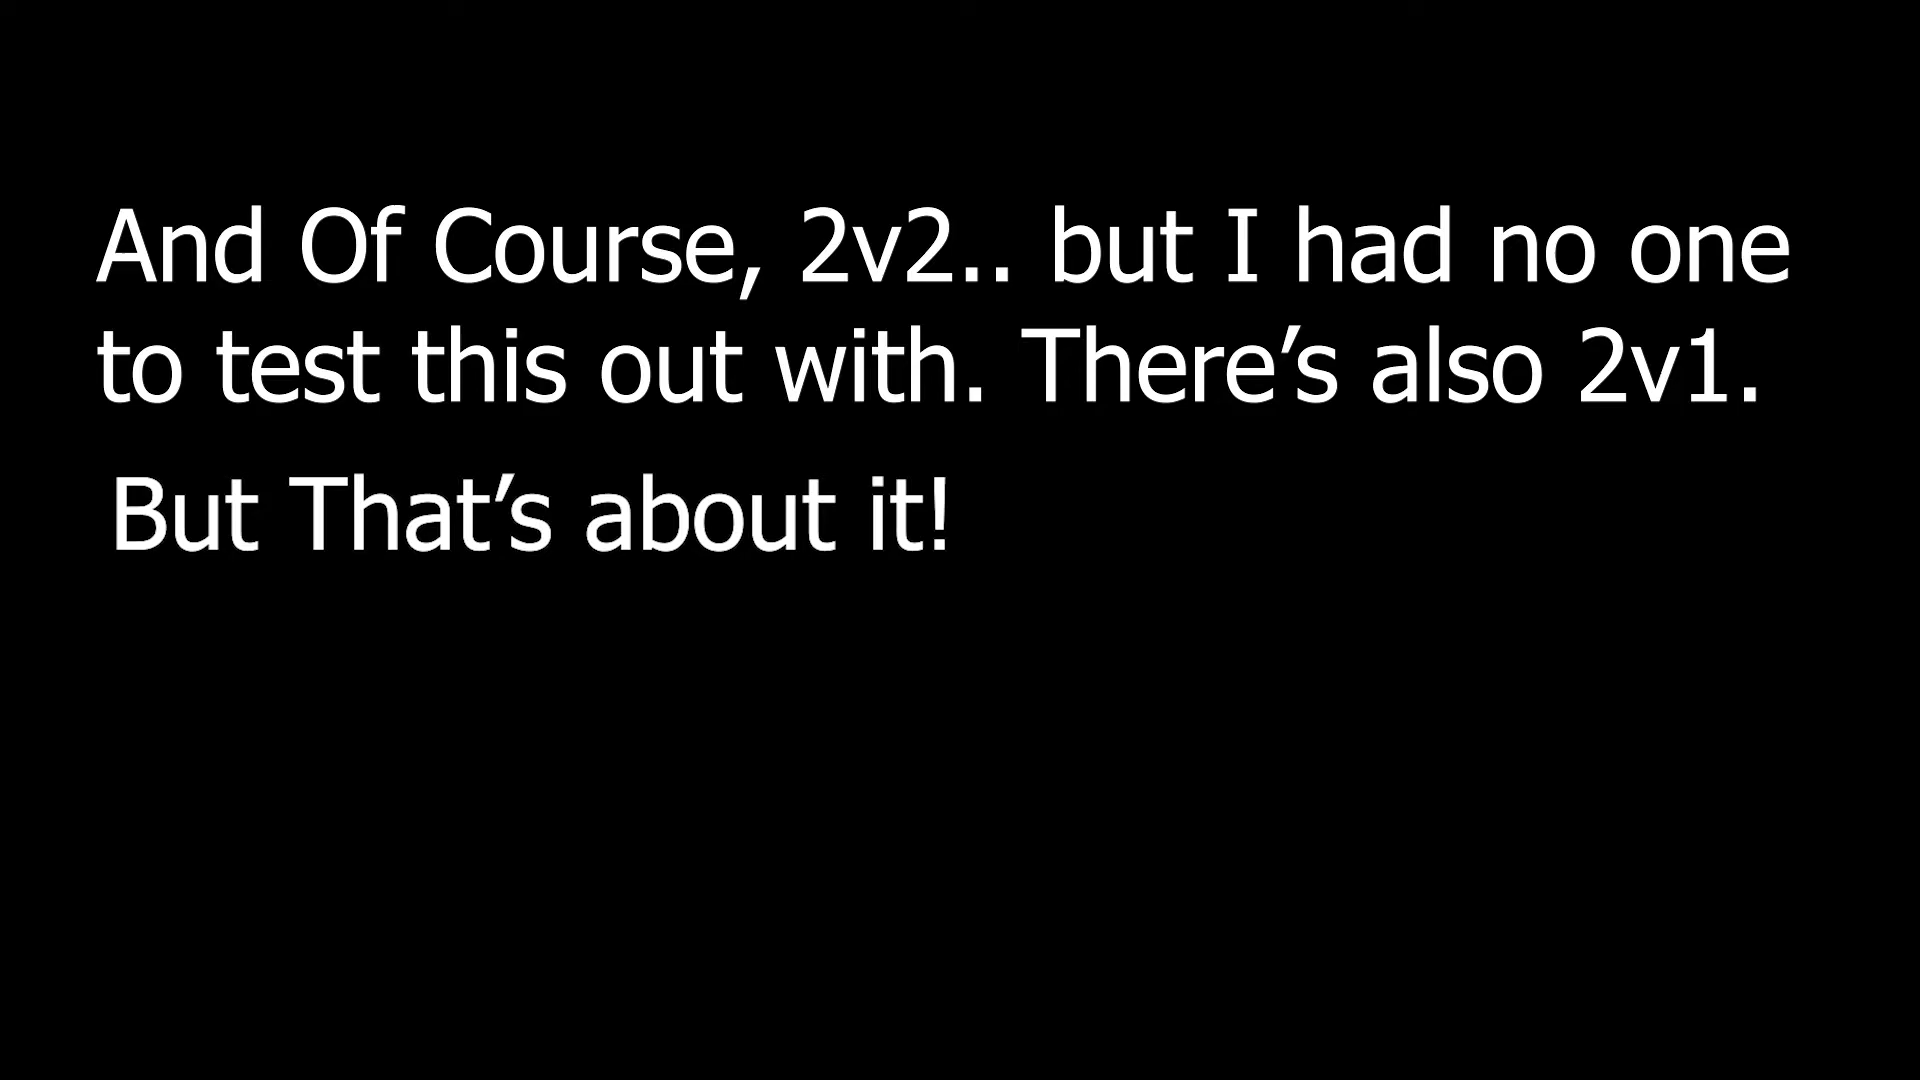 And Of Course, 2v2.. but I had no one
to test this out with. There’s also 2v1.
But That’s about it!